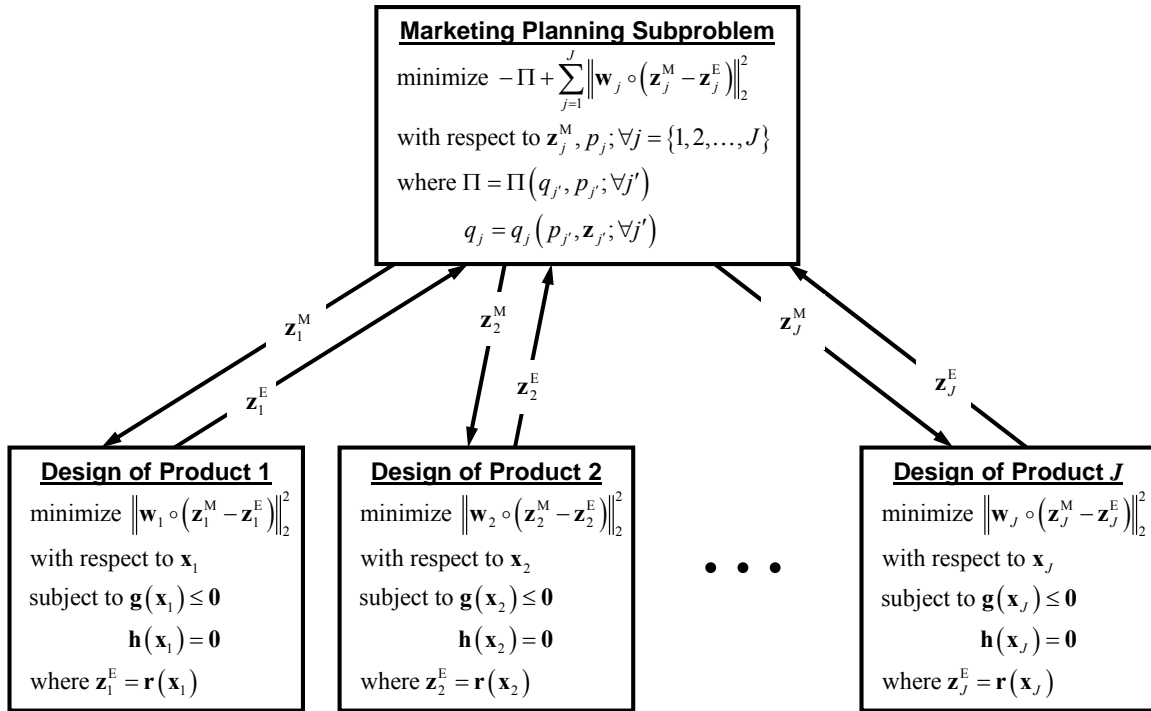 Marketing Planning Subproblem
minimize −Π + ∑_{j=1}^{J} ‖𝐰_j ∘ (𝐳_j^M − 𝐳_j^E)‖_2^2
with respect to 𝐳_j^M, p_j; ∀j = {1, 2, …, J}
where Π = Π(q_{j′}, p_{j′}; ∀j′)
q_j = q_j(p_{j′}, 𝐳_{j′}; ∀j′)
𝐳_1^M
𝐳_1^E
𝐳_2^M
𝐳_2^E
𝐳_J^M
𝐳_J^E
Design of Product 1
minimize ‖𝐰_1 ∘ (𝐳_1^M − 𝐳_1^E)‖_2^2
with respect to 𝐱_1
subject to 𝐠(𝐱_1) ≤ 𝟎
𝐡(𝐱_1) = 𝟎
where 𝐳_1^E = 𝐫(𝐱_1)
Design of Product 2
minimize ‖𝐰_2 ∘ (𝐳_2^M − 𝐳_2^E)‖_2^2
with respect to 𝐱_2
subject to 𝐠(𝐱_2) ≤ 𝟎
𝐡(𝐱_2) = 𝟎
where 𝐳_2^E = 𝐫(𝐱_2)
• • •
Design of Product J
minimize ‖𝐰_J ∘ (𝐳_J^M − 𝐳_J^E)‖_2^2
with respect to 𝐱_J
subject to 𝐠(𝐱_J) ≤ 𝟎
𝐡(𝐱_J) = 𝟎
where 𝐳_J^E = 𝐫(𝐱_J)